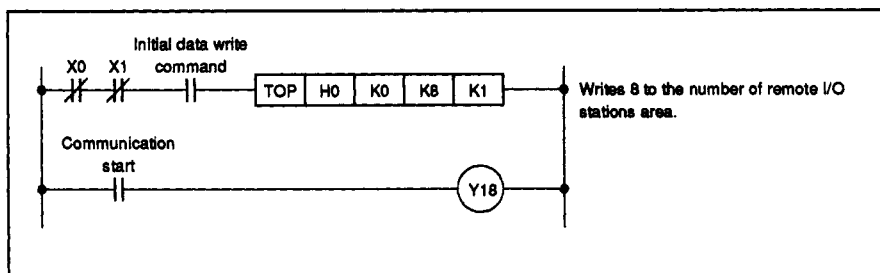 Initial data write
X0 X1 command
TOP H0 K0 K8 K1
Writes 8 to the number of remote I/O
stations area.
Communication
start
Y18